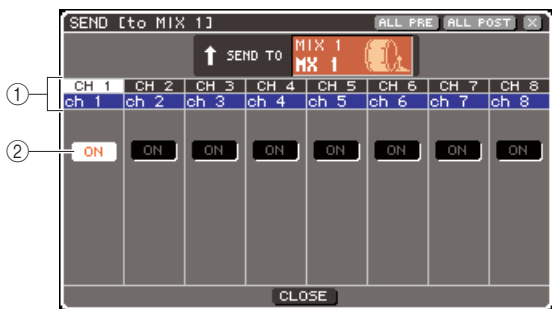 SEND [to MIX 1] ALL PRE ALL POST X
↑ SEND TO MIX 1
MX 1
① CH 1 CH 2 CH 3 CH 4 CH 5 CH 6 CH 7 CH 8
ch 1 ch 2 ch 3 ch 4 ch 5 ch 6 ch 7 ch 8
② ON ON ON ON ON ON ON ON
CLOSE